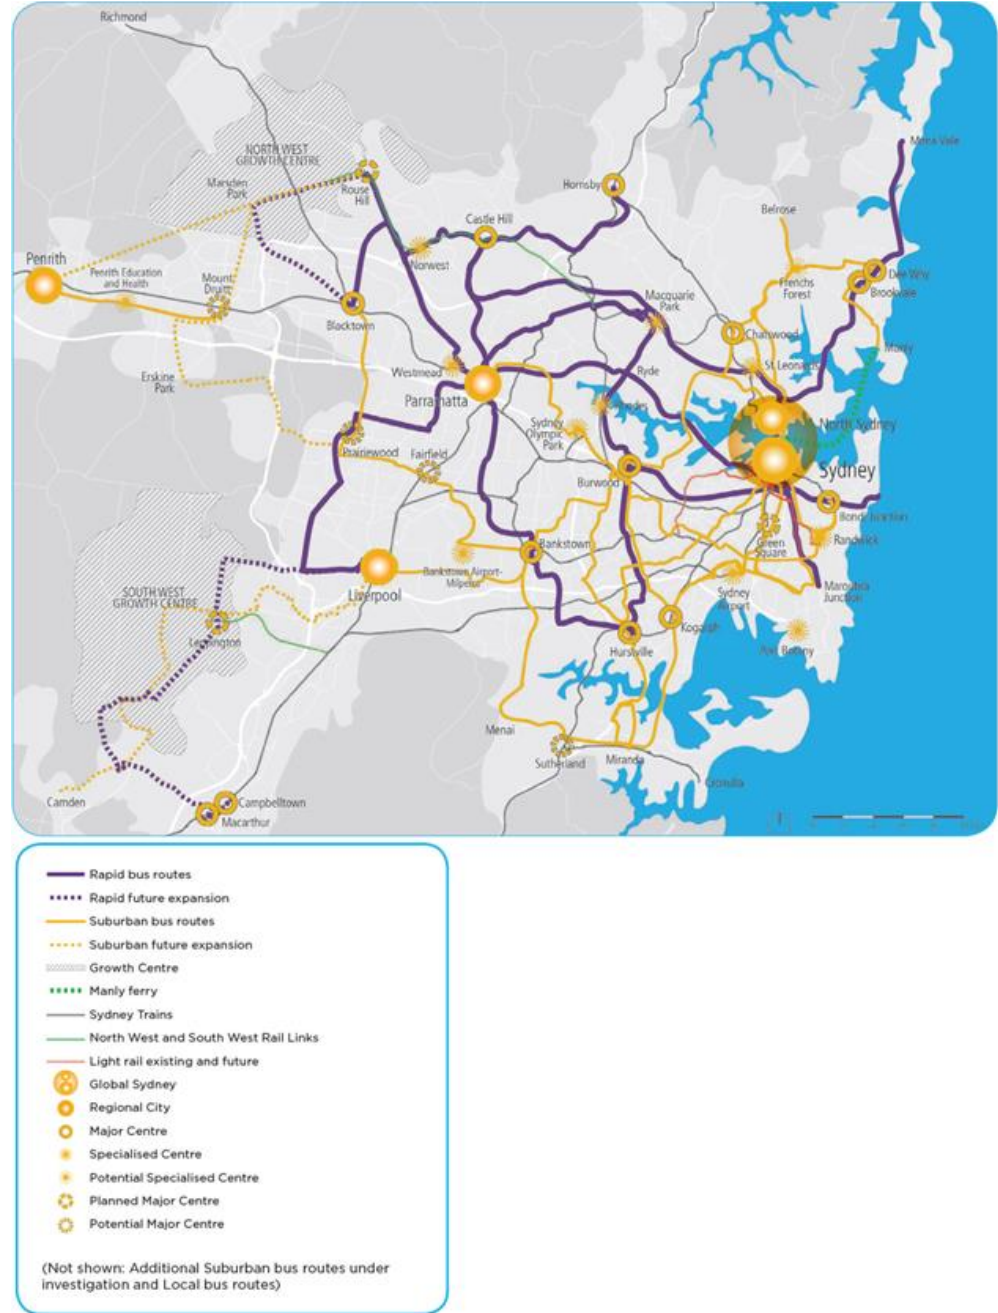 Richmond
NORTH WEST
GROWTH CENTRE
Marsden
Park
Rouse
Hill
Hornsby
Mona Vale
Castle Hill
Belrose
Penrith
Penrith Education
and Health
Mount
Druitt
Norwest
Dee Why
Brookvale
Frenchs
Forest
Macquarie
Park
Blacktown
Chatswood
Manly
Westmead
St Leonards
Erskine
Park
Ryde
Parramatta
Rhodes
Sydney
Olympic
Park
North Sydney
Prairiewood
Fairfield
Sydney
Burwood
Bondi Junction
Bankstown
Green
Square
Randwick
Bankstown Airport-
Milperra
Liverpool
SOUTH WEST
GROWTH CENTRE
Sydney
Airport
Maroubra
Junction
Leppington
Kogarah
Port Botany
Hurstville
Menai
Sutherland
Miranda
Cronulla
Camden
Campbelltown
Macarthur
Rapid bus routes
Rapid future expansion
Suburban bus routes
Suburban future expansion
Growth Centre
Manly ferry
Sydney Trains
North West and South West Rail Links
Light rail existing and future
Global Sydney
Regional City
Major Centre
Specialised Centre
Potential Specialised Centre
Planned Major Centre
Potential Major Centre
(Not shown: Additional Suburban bus routes under
investigation and Local bus routes)